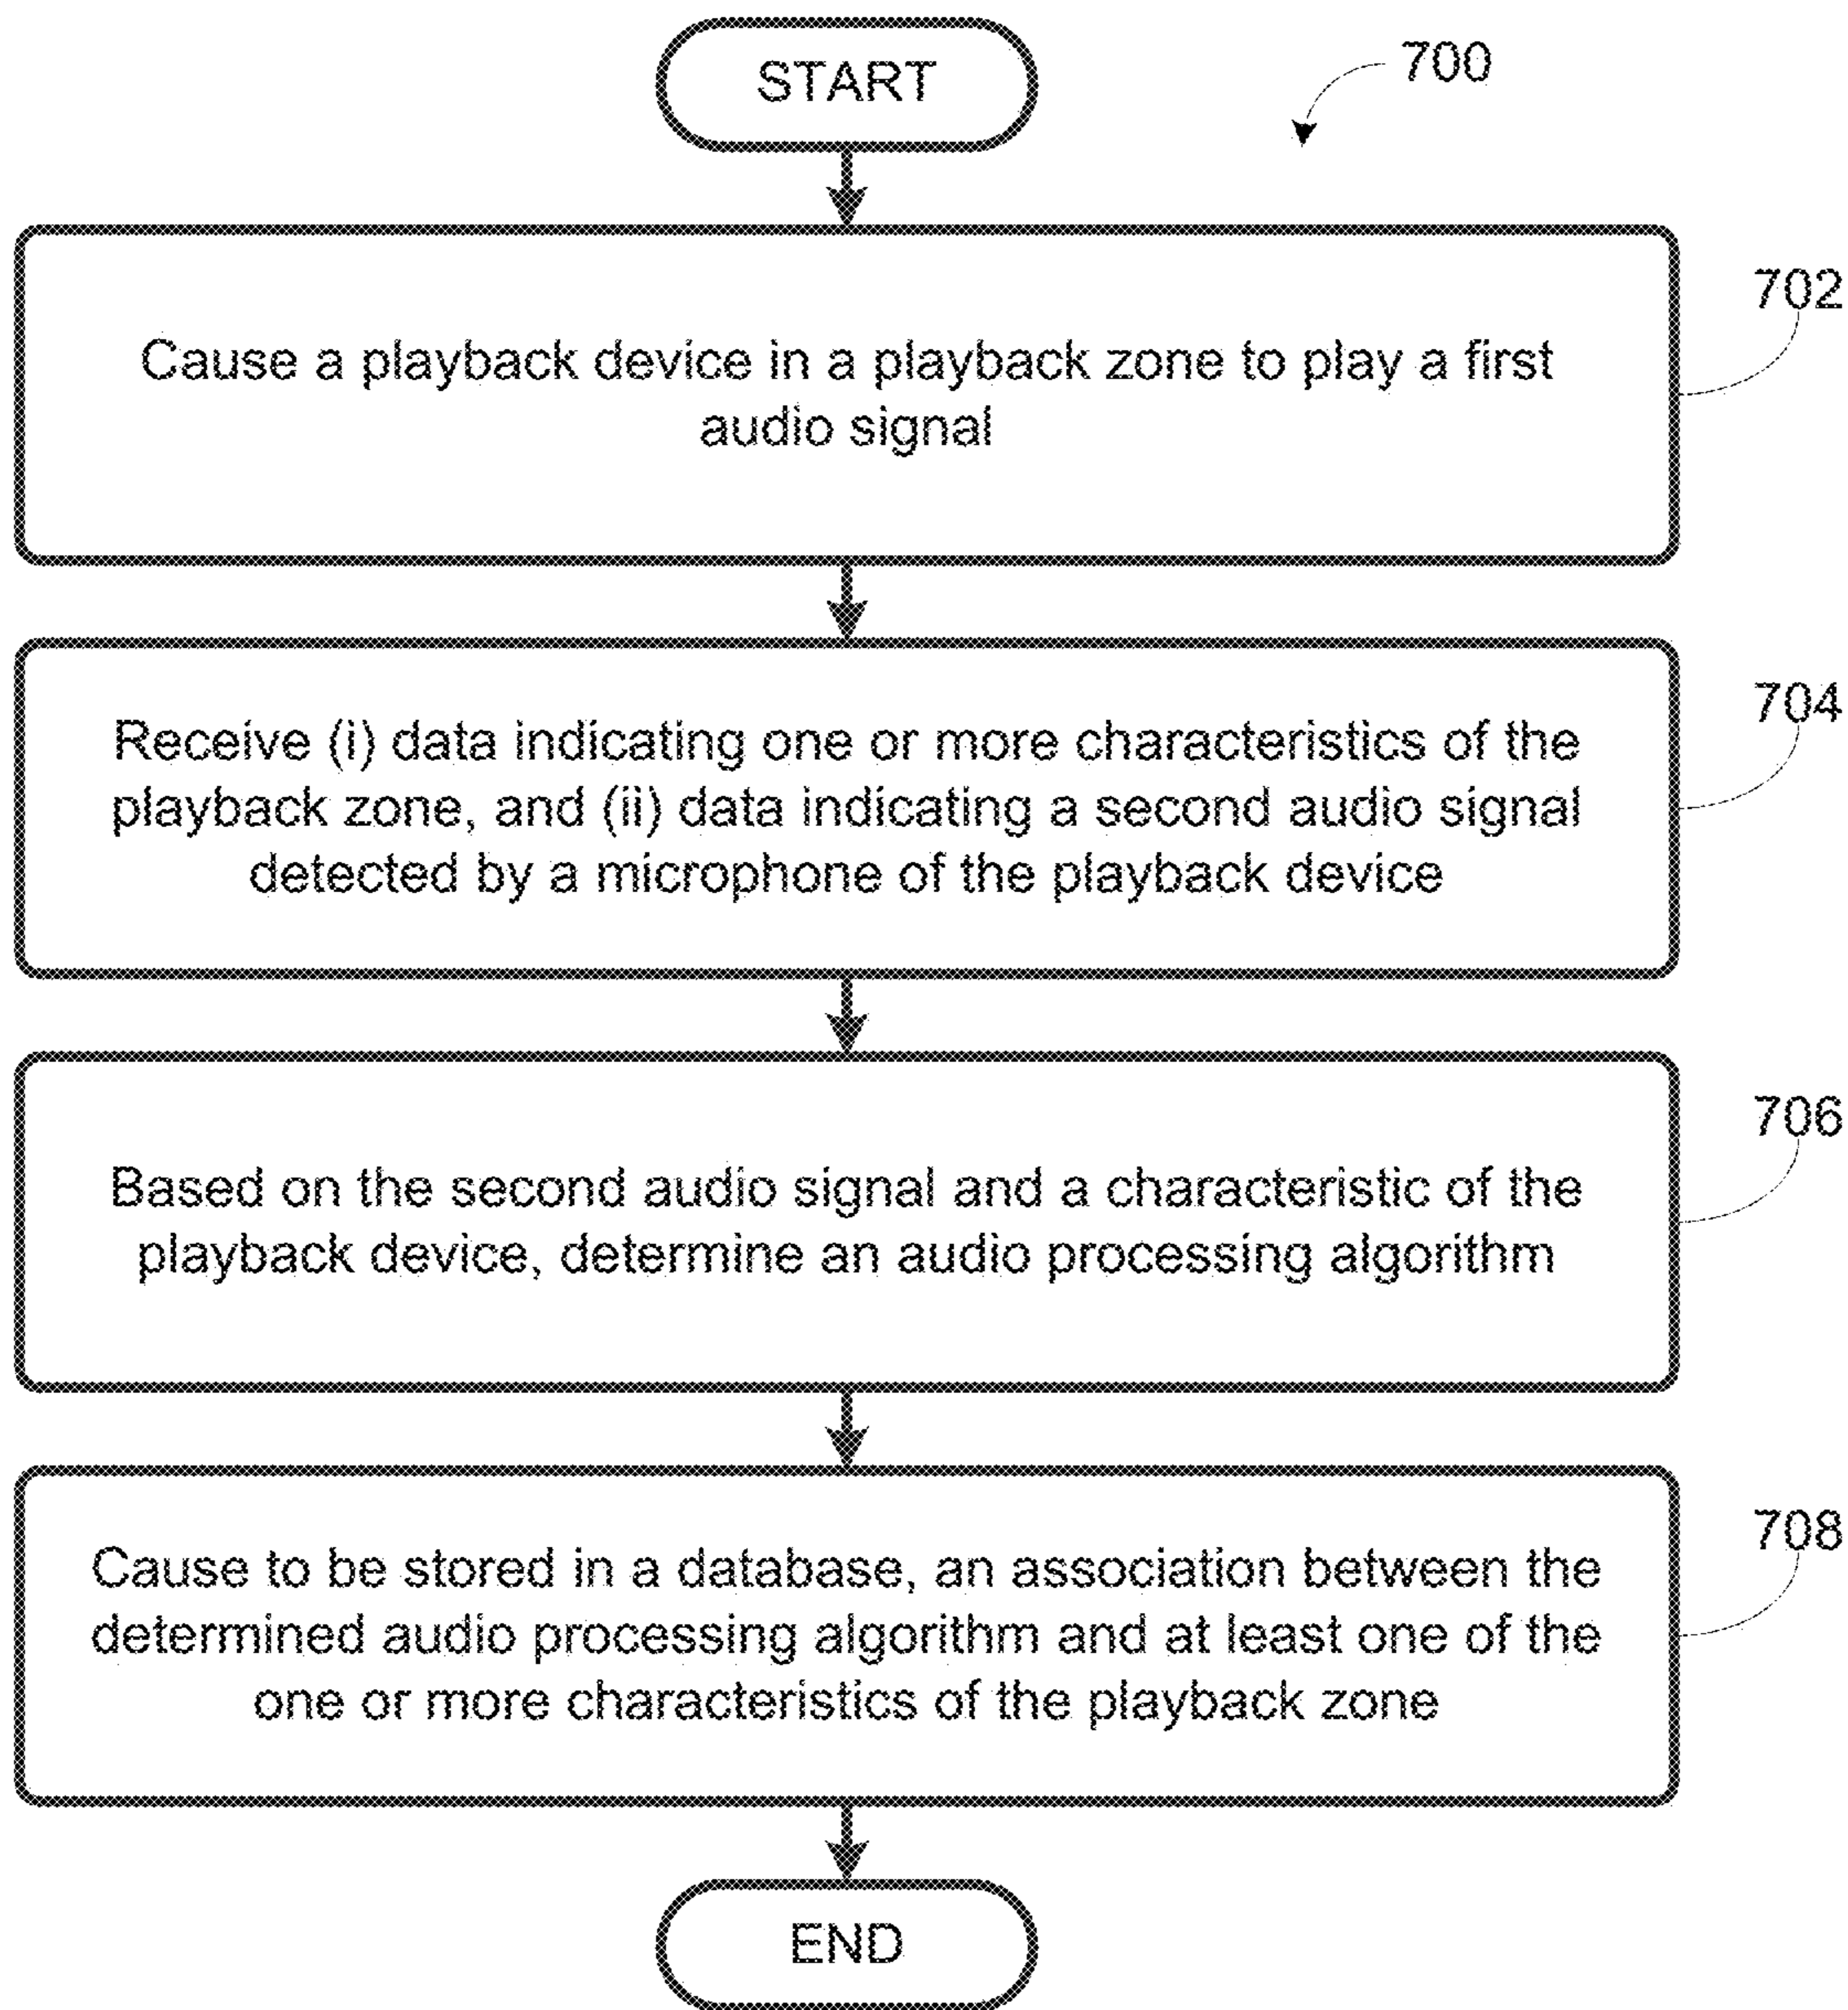 START
700
702
Cause a playback device in a playback zone to play a first
audio signal
704
Receive (i) data indicating one or more characteristics of the
playback zone, and (ii) data indicating a second audio signal
detected by a microphone of the playback device
706
Based on the second audio signal and a characteristic of the
playback device, determine an audio processing algorithm
708
Cause to be stored in a database, an association between the
determined audio processing algorithm and at least one of the
one or more characteristics of the playback zone
END